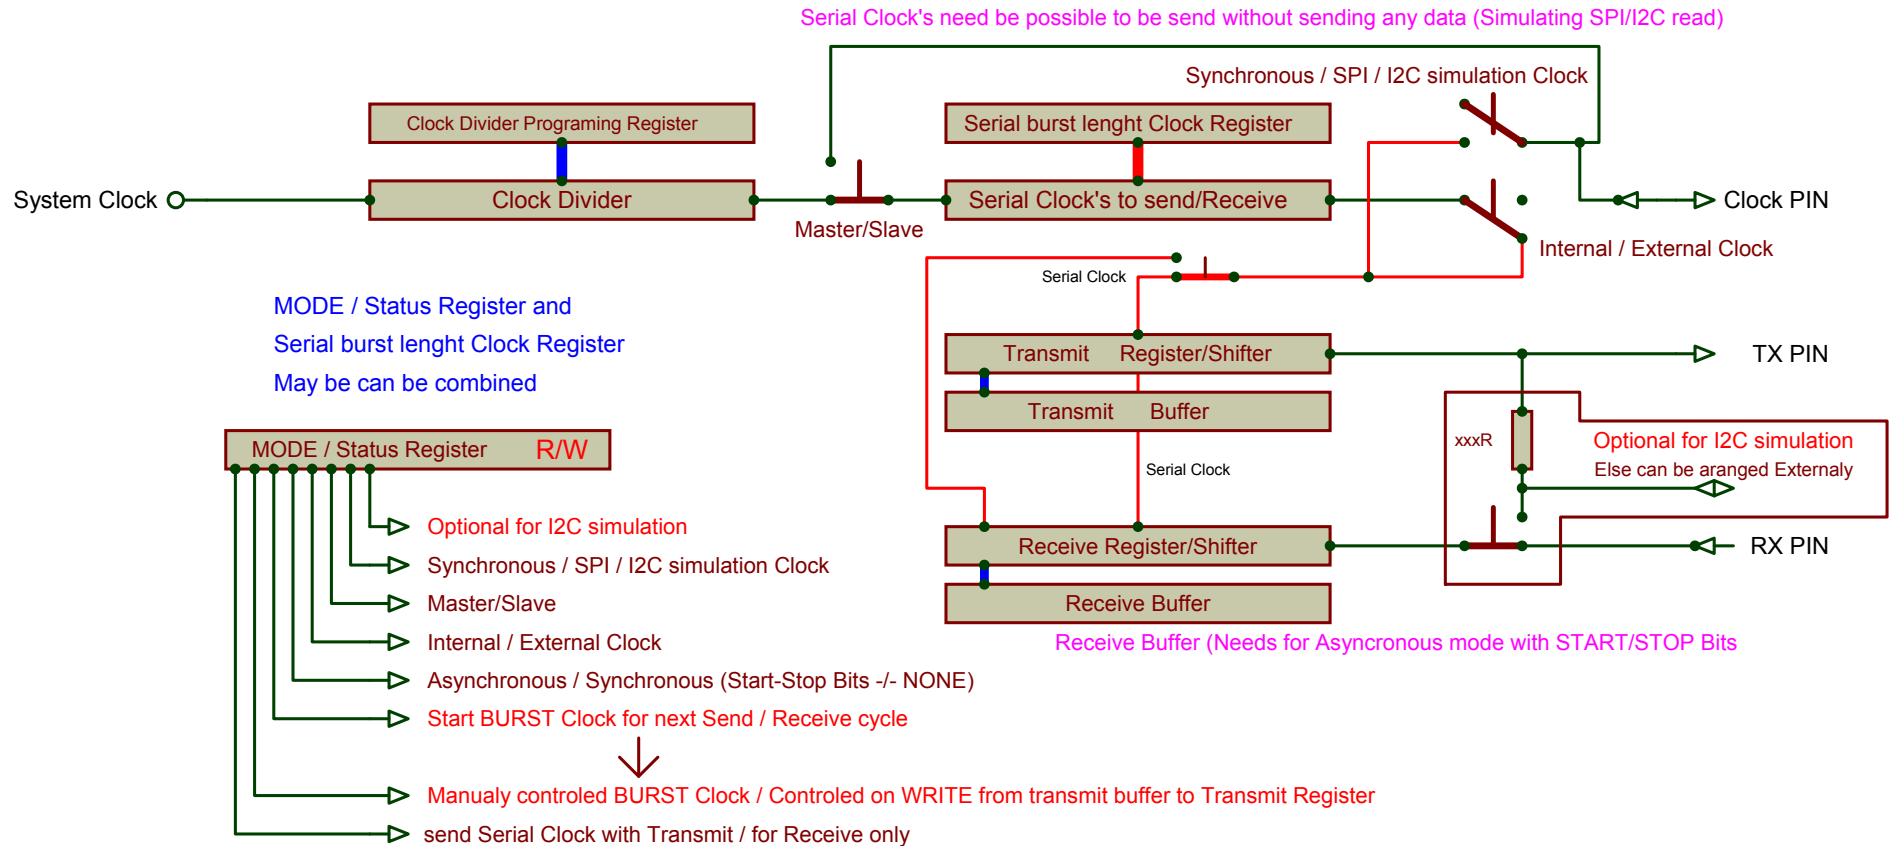 Serial Clock's need be possible to be send without sending any data (Simulating SPI/I2C read)
Synchronous / SPI / I2C simulation Clock
Clock Divider Programing Register
Serial burst lenght Clock Register
System Clock
Clock Divider
Serial Clock's to send/Receive
Clock PIN
Master/Slave
Internal / External Clock
Serial Clock
MODE / Status Register and
Serial burst lenght Clock Register
May be can be combined
Transmit Register/Shifter
TX PIN
Transmit Buffer
MODE / Status Register R/W
xxxR
Optional for I2C simulation
Else can be aranged Externaly
Serial Clock
Optional for I2C simulation
Receive Register/Shifter
RX PIN
Synchronous / SPI / I2C simulation Clock
Master/Slave
Receive Buffer
Internal / External Clock
Receive Buffer (Needs for Asyncronous mode with START/STOP Bits
Asynchronous / Synchronous (Start-Stop Bits -/- NONE)
Start BURST Clock for next Send / Receive cycle
Manualy controled BURST Clock / Controled on WRITE from transmit buffer to Transmit Register
send Serial Clock with Transmit / for Receive only